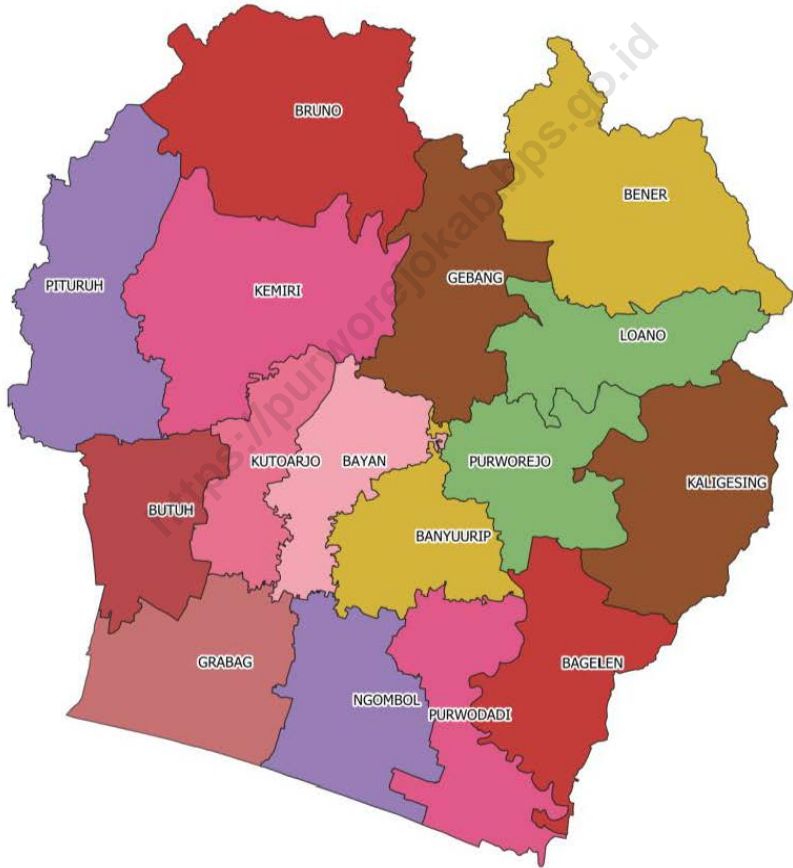 BRUNO
BENER
PITURUH
KEMIRI
GEBANG
LOANO
KUTOARJO
BAYAN
PURWOREJO
KALIGESING
BUTUH
BANYUURIP
GRABAG
BAGELEN
NGOMBOL
PURWODADI
https://purworejokab.bps.go.id